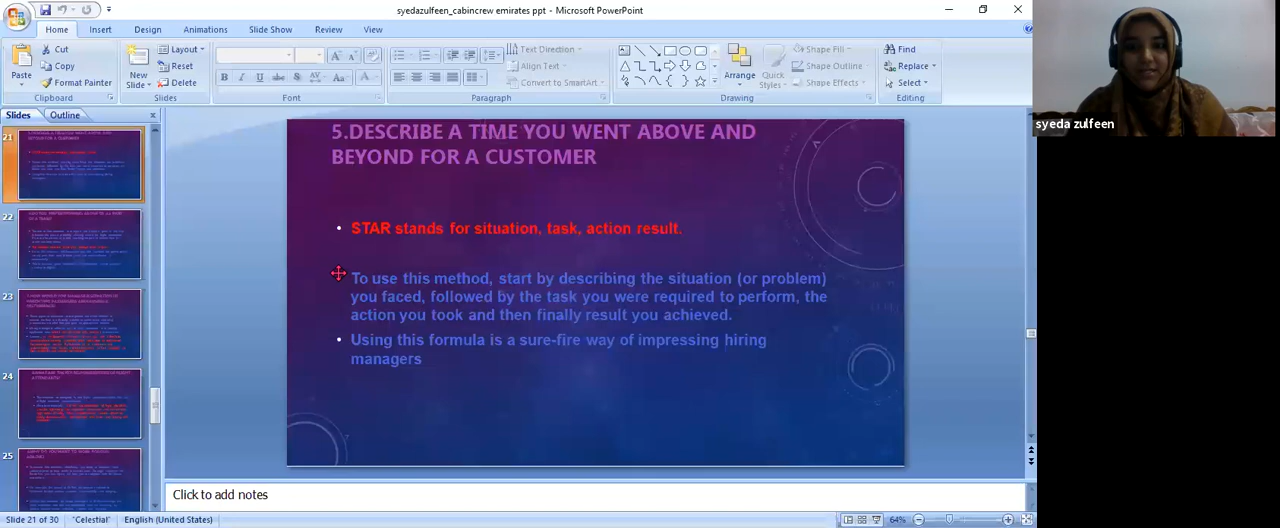 syedazulfeen_cabincrew emirates ppt - Microsoft PowerPoint
Home Insert Design Animations Slide Show Review View
Cut
Copy
Format Painter
Paste
Clipboard
New
Slide
Layout
Reset
Delete
Slides
Font
Text Direction
Align Text
Convert to SmartArt
Paragraph
Arrange
Quick
Styles
Shape Fill
Shape Outline
Shape Effects
Drawing
Find
Replace
Select
Editing
syeda zulfeen
Slides Outline
21
22
23
24
25
5.DESCRIBE A TIME YOU WENT ABOVE AND
BEYOND FOR A CUSTOMER
• STAR stands for situation, task, action result.
To use this method, start by describing the situation (or problem)
you faced, followed by the task you were required to perform, the
action you took and then finally result you achieved.
• Using this formula is a sure-fire way of impressing hiring
managers
Click to add notes
Slide 21 of 30 "Celestial" English (United States) 64%